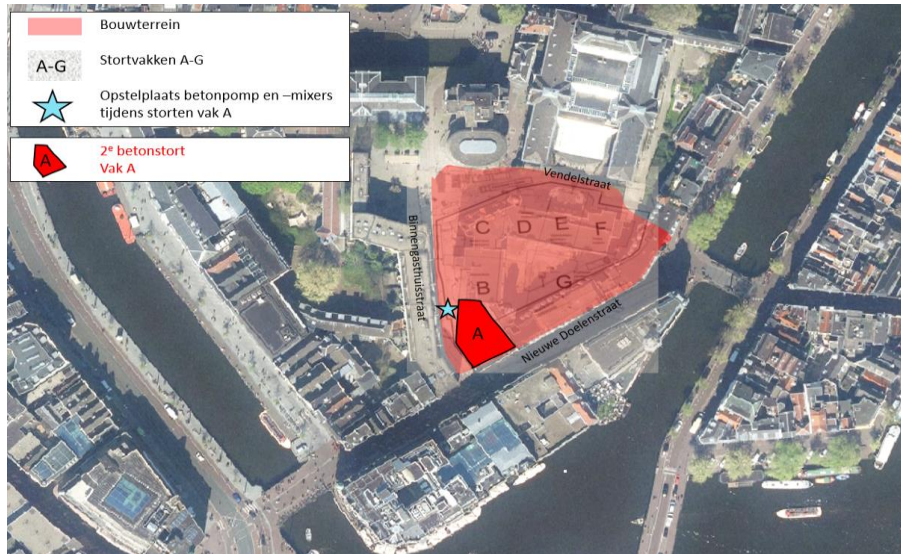 Bouwterrein
A-G
Stortvakken A-G
Opstelplaats betonpomp en –mixers
tijdens storten vak A
A
2e betonstort
Vak A
Vendelstraat
Binnengasthuisstraat
C D E F
B G
A
Nieuwe Doelenstraat